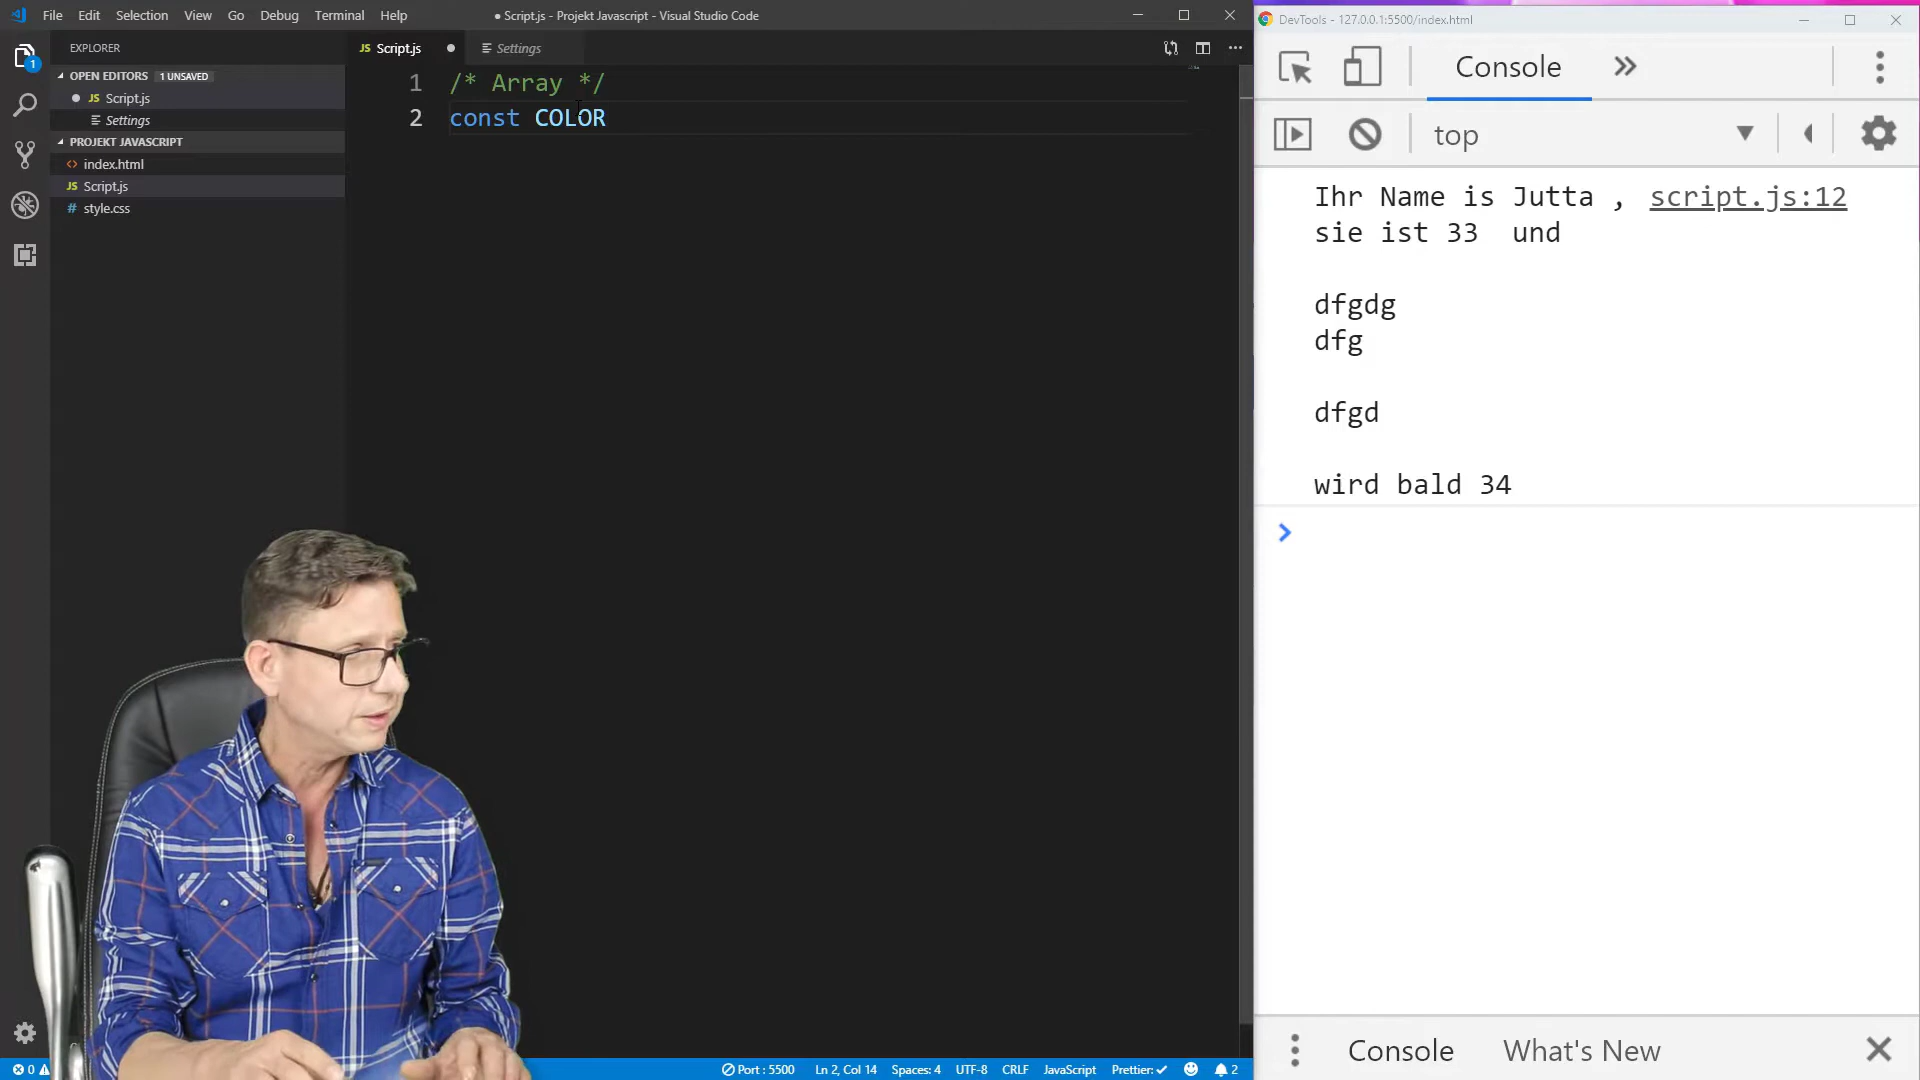 File Edit Selection View Go Debug Terminal Help
● Script.js - Projekt Javascript - Visual Studio Code
EXPLORER
OPEN EDITORS 1 UNSAVED
JS Script.js
Settings
PROJEKT JAVASCRIPT
<> index.html
JS Script.js
# style.css
1
JS Script.js ●
Settings
1 /* Array */
2 const COLOR
DevTools - 127.0.0.1:5500/index.html
Console
top
Ihr Name is Jutta , script.js:12
sie ist 33 und
dfgdg
dfg
dfgd
wird bald 34
Console What's New
0
Port : 5500 Ln 2, Col 14 Spaces: 4 UTF-8 CRLF JavaScript Prettier: ✓ 2